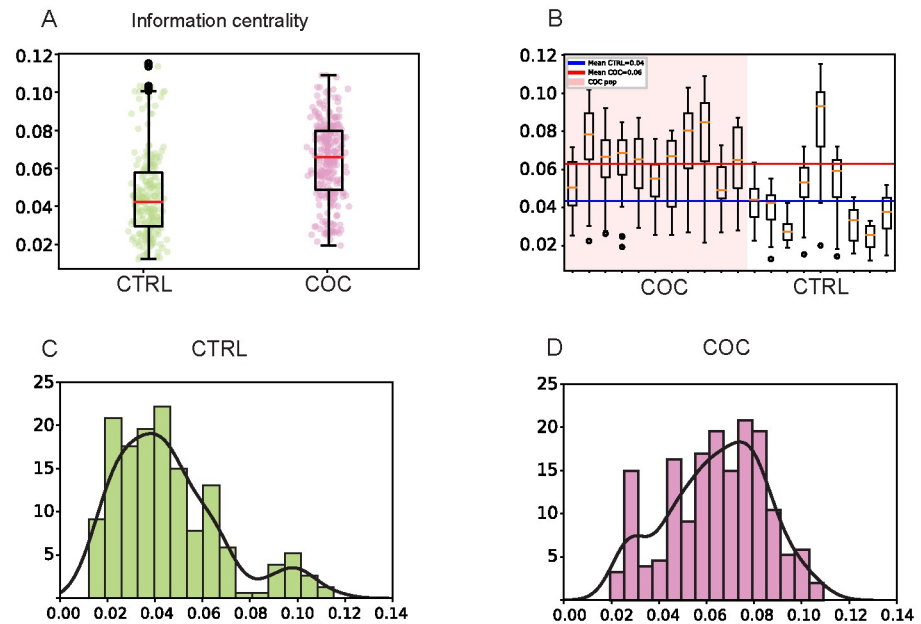 A
Information centrality
0.12
0.10
0.08
0.06
0.04
0.02
CTRL
COC
B
0.12
0.10
0.08
0.06
0.04
0.02
Mean CTRL=0.04
Mean COC=0.06
COC pop
COC
CTRL
C
CTRL
25
20
15
10
5
0.00 0.02 0.04 0.06 0.08 0.10 0.12 0.14
D
COC
25
20
15
10
5
0.00 0.02 0.04 0.06 0.08 0.10 0.12 0.14